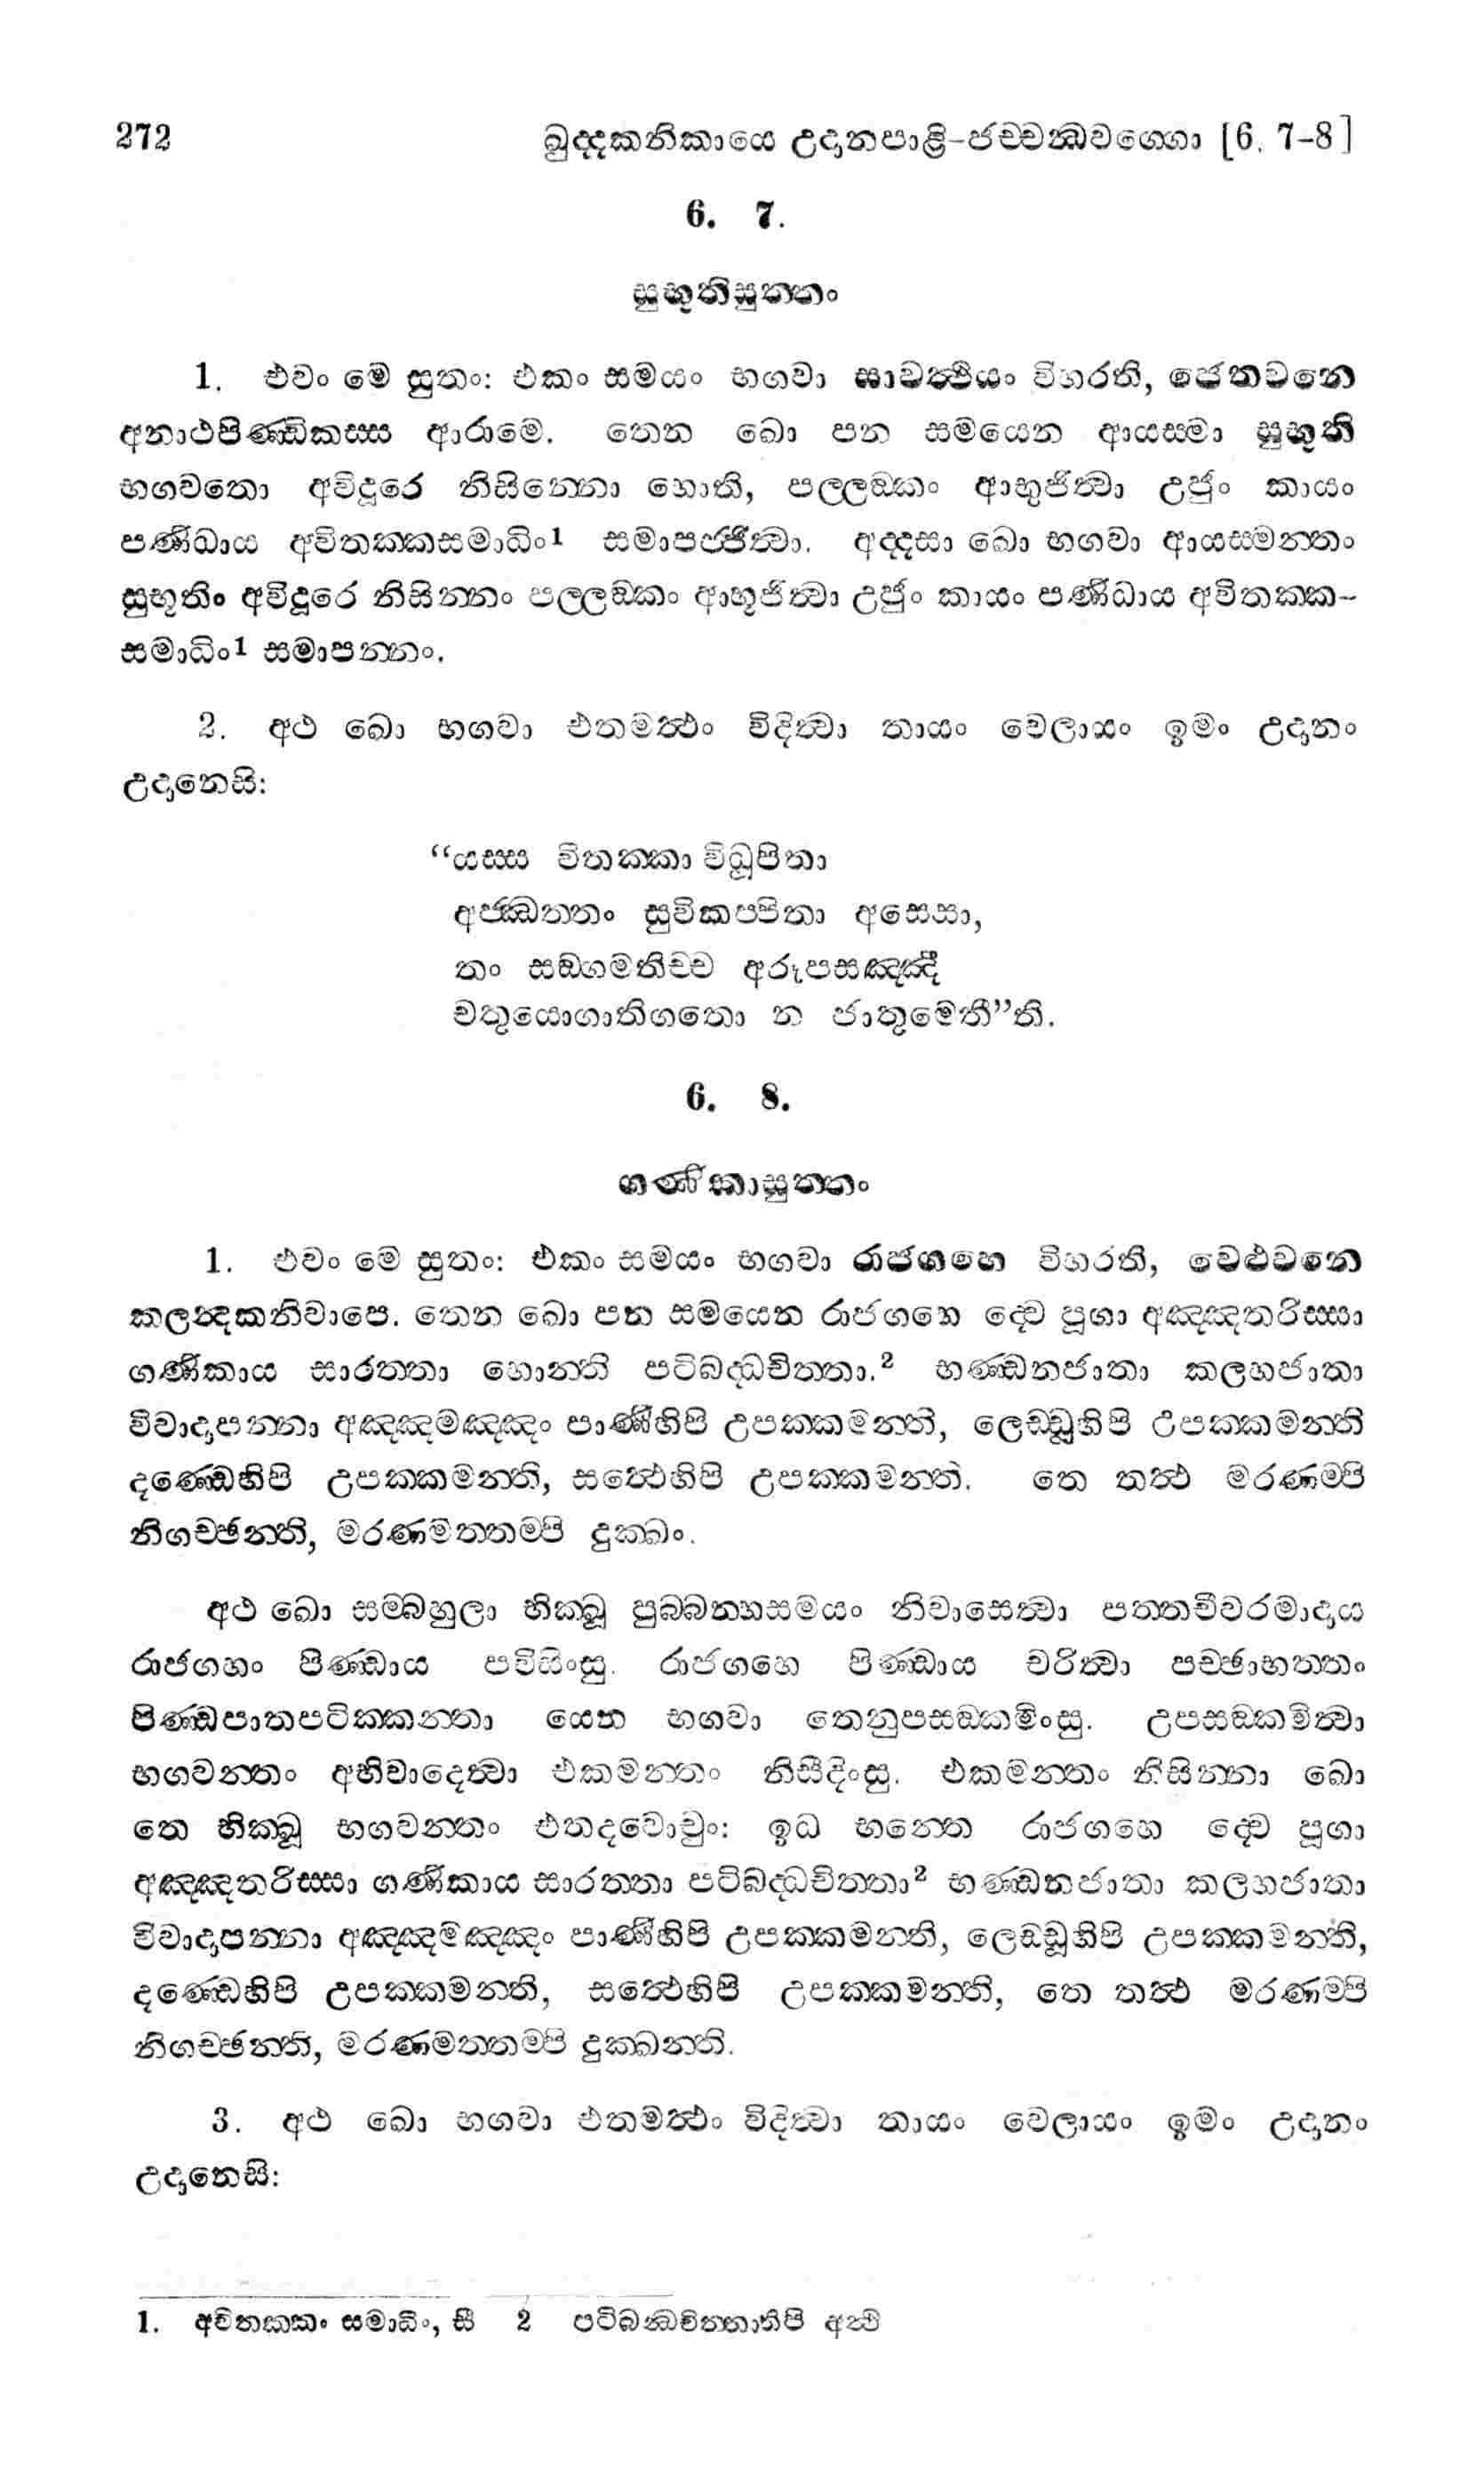 272 ඛුද්දකනිකායෙ උදානපාළි-ජච්චන්ධවග්ගො [6. 7-8]
6. 7.
සුභූතිසුත්තං
1. එවං මෙ සුතං: එකං සමයං භගවා සාවත්ථියං විහරති, ජෙතවනෙ
අනාථපිණ්ඩිකස්ස ආරාමෙ. තෙන ඛො පන සමයෙන ආයස්මා සුභූති
භගවතො අවිදූරෙ නිසින්නො හොති, පල්ලඞ්කං ආභුජිත්වා උජුං කායං
පණිධාය අවිතක්කසමාධිං1 සමාපජ්ජිත්වා. අද්දසා ඛො භගවා ආයස්මන්තං
සුභූතිං අවිදූරෙ නිසින්නං පල්ලඞ්කං ආභූජිත්වා උජුං කායං පණිධාය අවිතක්ක-
සමාධිං1 සමාපන්නං.
2. අථ ඛො භගවා එතමත්ථං විදිත්වා තායං වෙලායං ඉමං උදානං
උදානෙසි:
“යස්ස විතක්කා විධූපිතා
අජ්ඣත්තං සුවිකප්පිතා අසෙසා,
තං සඞ්ගමතිච්ච අරූපසඤ්ඤී
චතුයොගාතිගතො න ජාතුමෙතී”ති.
6. 8.
ගණිකාසුත්තං
1. එවං මෙ සුතං: එකං සමයං භගවා රාජගහෙ විහරති, වෙළුවනෙ
කලන්දකනිවාපෙ. තෙන ඛො පන සමයෙන රාජගහෙ ද්වෙ පූගා අඤ්ඤතරිස්සා
ගණිකාය සාරත්තා හොන්ති පටිබද්ධචිත්තා.2 භණ්ඩනජාතා කලහජාතා
විවාදාපන්නා අඤ්ඤමඤ්ඤං පාණීහිපි උපක්කමන්ති, ලෙඩ්ඩූහිපි උපක්කමන්ති
දණ්ඩෙහිපි උපක්කමන්ති, සත්ථෙහිපි උපක්කමන්ති. තෙ තත්ථ මරණම්පි
නිගච්ඡන්ති, මරණමත්තම්පි දුක්ඛං.
අථ ඛො සම්බහුලා භික්ඛූ පුබ්බන්හසමයං නිවාසෙත්වා පත්තචීවරමාදාය
රාජගහං පිණ්ඩාය පවිසිංසු. රාජගහෙ පිණ්ඩාය චරිත්වා පච්ඡාභත්තං
පිණ්ඩපාතපටික්කන්තා යෙන භගවා තෙනුපසඞ්කමිංසු. උපසඞ්කමිත්වා
භගවන්තං අභිවාදෙත්වා එකමන්තං නිසීදිංසු. එකමන්තං නිසින්නා ඛො
තෙ භික්ඛූ භගවන්තං එතදවොචුං: ඉධ භන්තෙ රාජගහෙ ද්වෙ පූගා
අඤ්ඤතරිස්සා ගණිකාය සාරත්තා පටිබද්ධචිත්තා2 භණ්ඩනජාතා කලහජාතා
විවාදාපන්නා අඤ්ඤමඤ්ඤං පාණීහිපි උපක්කමන්ති, ලෙඩ්ඩූහිපි උපක්කමන්ති,
දණ්ඩෙහිපි උපක්කමන්ති, සත්ථෙහිපි උපක්කමන්ති, තෙ තත්ථ මරණම්පි
නිගච්ඡන්ති, මරණමත්තම්පි දුක්ඛන්ති.
3. අථ ඛො භගවා එතමත්ථං විදිත්වා තායං වෙලායං ඉමං උදානං
උදානෙසි:
1. අවිතක්කං සමාධිං, සී 2 පටිබන්ධචිත්තාතිපි අත්ථි